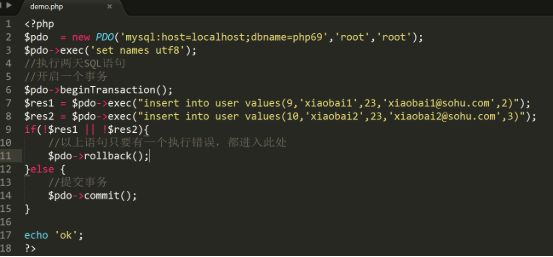 demo.php
1 <?php
2 $pdo = new PDO('mysql:host=localhost;dbname=php69','root','root');
3 $pdo->exec('set names utf8');
4 //执行两天SQL语句
5 //开启一个事务
6 $pdo->beginTransaction();
7 $res1 = $pdo->exec("insert into user values(9,'xiaobai1',23,'xiaobai1@sohu.com',2)");
8 $res2 = $pdo->exec("insert into user values(10,'xiaobai2',23,'xiaobai2@sohu.com',3)");
9 if(!$res1 || !$res2){
10 //以上语句只要有一个执行错误，都进入此处
11 $pdo->rollback();
12 }else {
13 //提交事务
14 $pdo->commit();
15 }
16
17 echo 'ok';
18 ?>